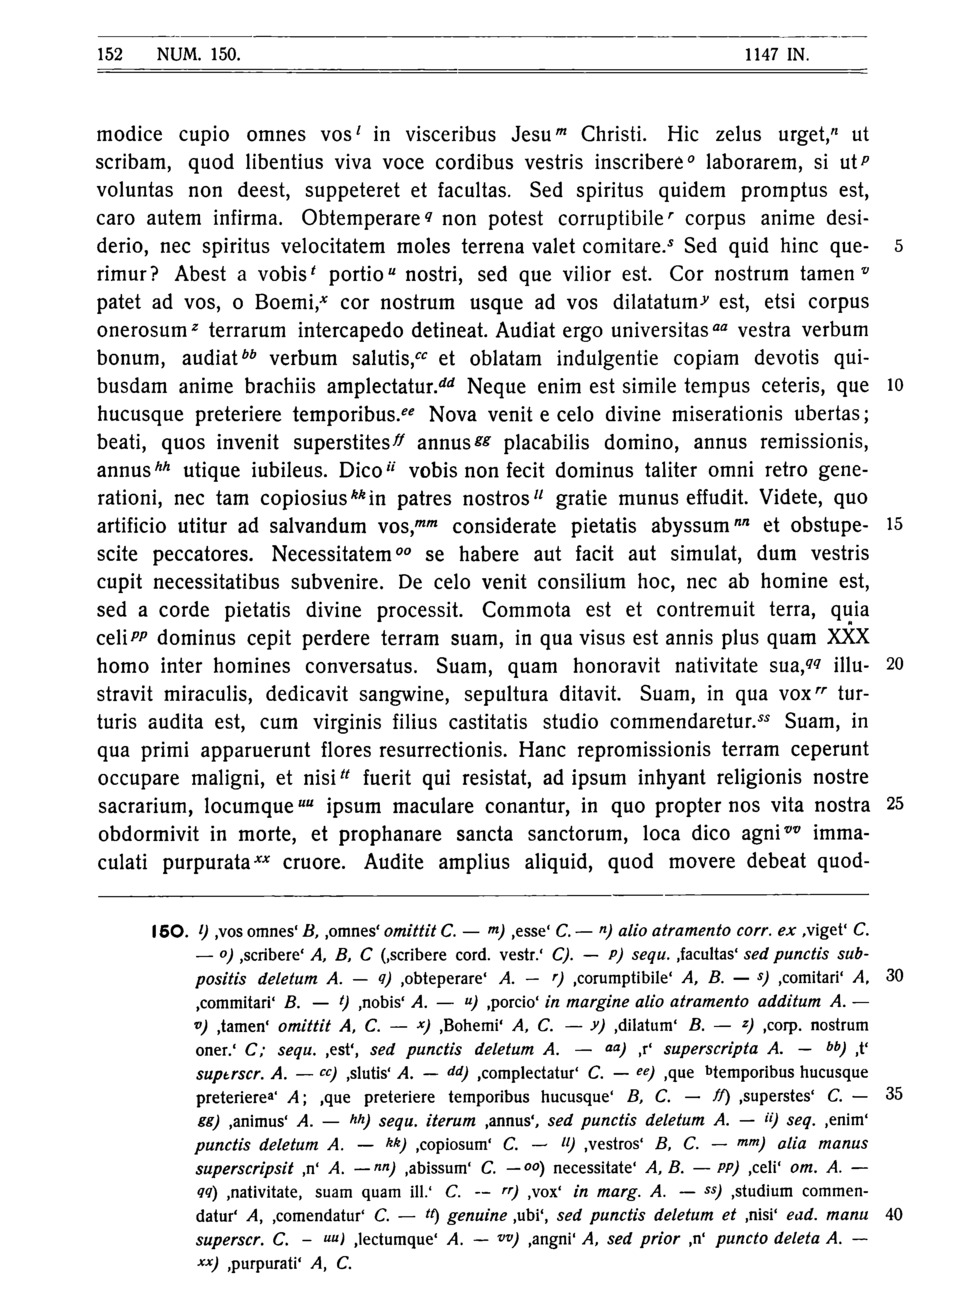 152 NUM. 150. 1147 IN.
modice cupio omnes vos l in visceribus Jesu m Christi. Hic zelus urget, n ut
scribam, quod libentius viva voce cordibus vestris inscribere o laborarem, si ut p
voluntas non deest, suppeteret et facultas. Sed spiritus quidem promptus est,
caro autem infirma. Obtemperare q non potest corruptibile r corpus anime desi-
derio, nec spiritus velocitatem moles terrena valet comitare. s Sed quid hinc que- 5
rimur? Abest a vobis t portio u nostri, sed que vilior est. Cor nostrum tamen v
patet ad vos, o Boemi, x cor nostrum usque ad vos dilatatum y est, etsi corpus
onerosum z terrarum intercapedo detineat. Audiat ergo universitas aa vestra verbum
bonum, audiat bb verbum salutis, cc et oblatam indulgentie copiam devotis qui-
busdam anime brachiis amplectatur. dd Neque enim est simile tempus ceteris, que 10
hucusque preteriere temporibus. ee Nova venit e celo divine miserationis ubertas;
beati, quos invenit superstites ff annus gg placabilis domino, annus remissionis,
annus hh utique iubileus. Dico ii vobis non fecit dominus taliter omni retro gene-
rationi, nec tam copiosius kk in patres nostros ll gratie munus effudit. Videte, quo
artificio utitur ad salvandum vos, mm considerate pietatis abyssum nn et obstupe- 15
scite peccatores. Necessitatem oo se habere aut facit aut simulat, dum vestris
cupit necessitatibus subvenire. De celo venit consilium hoc, nec ab homine est,
sed a corde pietatis divine processit. Commota est et contremuit terra, quia
celi pp dominus cepit perdere terram suam, in qua visus est annis plus quam XXX
homo inter homines conversatus. Suam, quam honoravit nativitate sua, qq illu- 20
stravit miraculis, dedicavit sangwine, sepultura ditavit. Suam, in qua vox rr tur-
turis audita est, cum virginis filius castitatis studio commendaretur. ss Suam, in
qua primi apparuerunt flores resurrectionis. Hanc repromissionis terram ceperunt
occupare maligni, et nisi tt fuerit qui resistat, ad ipsum inhyant religionis nostre
sacrarium, locumque uu ipsum maculare conantur, in quo propter nos vita nostra 25
obdormivit in morte, et prophanare sancta sanctorum, loca dico agni vv imma-
culati purpurata xx cruore. Audite amplius aliquid, quod movere debeat quod-
150. l) ‚vos omnes‘ B, ‚omnes‘ omittit C. — m) ‚esse‘ C. — n) alio atramento corr. ex ‚viget‘ C.
— o) ‚scribere‘ A, B, C (‚scribere cord. vestr.‘ C). — p) sequ. ‚facultas‘ sed punctis sub-
positis deletum A. — q) ‚obteperare‘ A. — r) ‚corumptibile‘ A, B. — s) ‚comitari‘ A, 30
‚commitari‘ B. — t) ‚nobis‘ A. — u) ‚porcio‘ in margine alio atramento additum A. —
v) ‚tamen‘ omittit A, C. — x) ‚Bohemi‘ A, C. — y) ‚dilatum‘ B. — z) ‚corp. nostrum
oner.‘ C; sequ. ‚est‘, sed punctis deletum A. — aa) ‚r‘ superscripta A. — bb) ‚t‘
superscr. A. — cc) ‚slutis‘ A. — dd) ‚complectatur‘ C. — ee) ‚que btemporibus hucusque
preteriere a‘ A; ‚que preteriere temporibus hucusque‘ B, C. — ff) ‚superstes‘ C. — 35
gg) ‚animus‘ A. — hh) sequ. iterum ‚annus‘, sed punctis deletum A. — ii) seq. ‚enim‘
punctis deletum A. — kk) ‚copiosum‘ C. — ll) ‚vestros‘ B, C. — mm) alia manus
superscripsit ‚n‘ A. — nn) ‚abissum‘ C. — oo) necessitate‘ A, B. — pp) ‚celi‘ om. A. —
qq) ‚nativitate, suam quam ill.‘ C. -- rr) ‚vox‘ in marg. A. — ss) ‚studium commen-
datur‘ A, ‚comendatur‘ C. — tt) genuine ‚ubi‘, sed punctis deletum et ‚nisi‘ ead. manu 40
superscr. C. — uu) ‚lectumque‘ A. — vv) ‚angni‘ A, sed prior ‚n‘ puncto deleta A. —
xx) ‚purpurati‘ A, C.